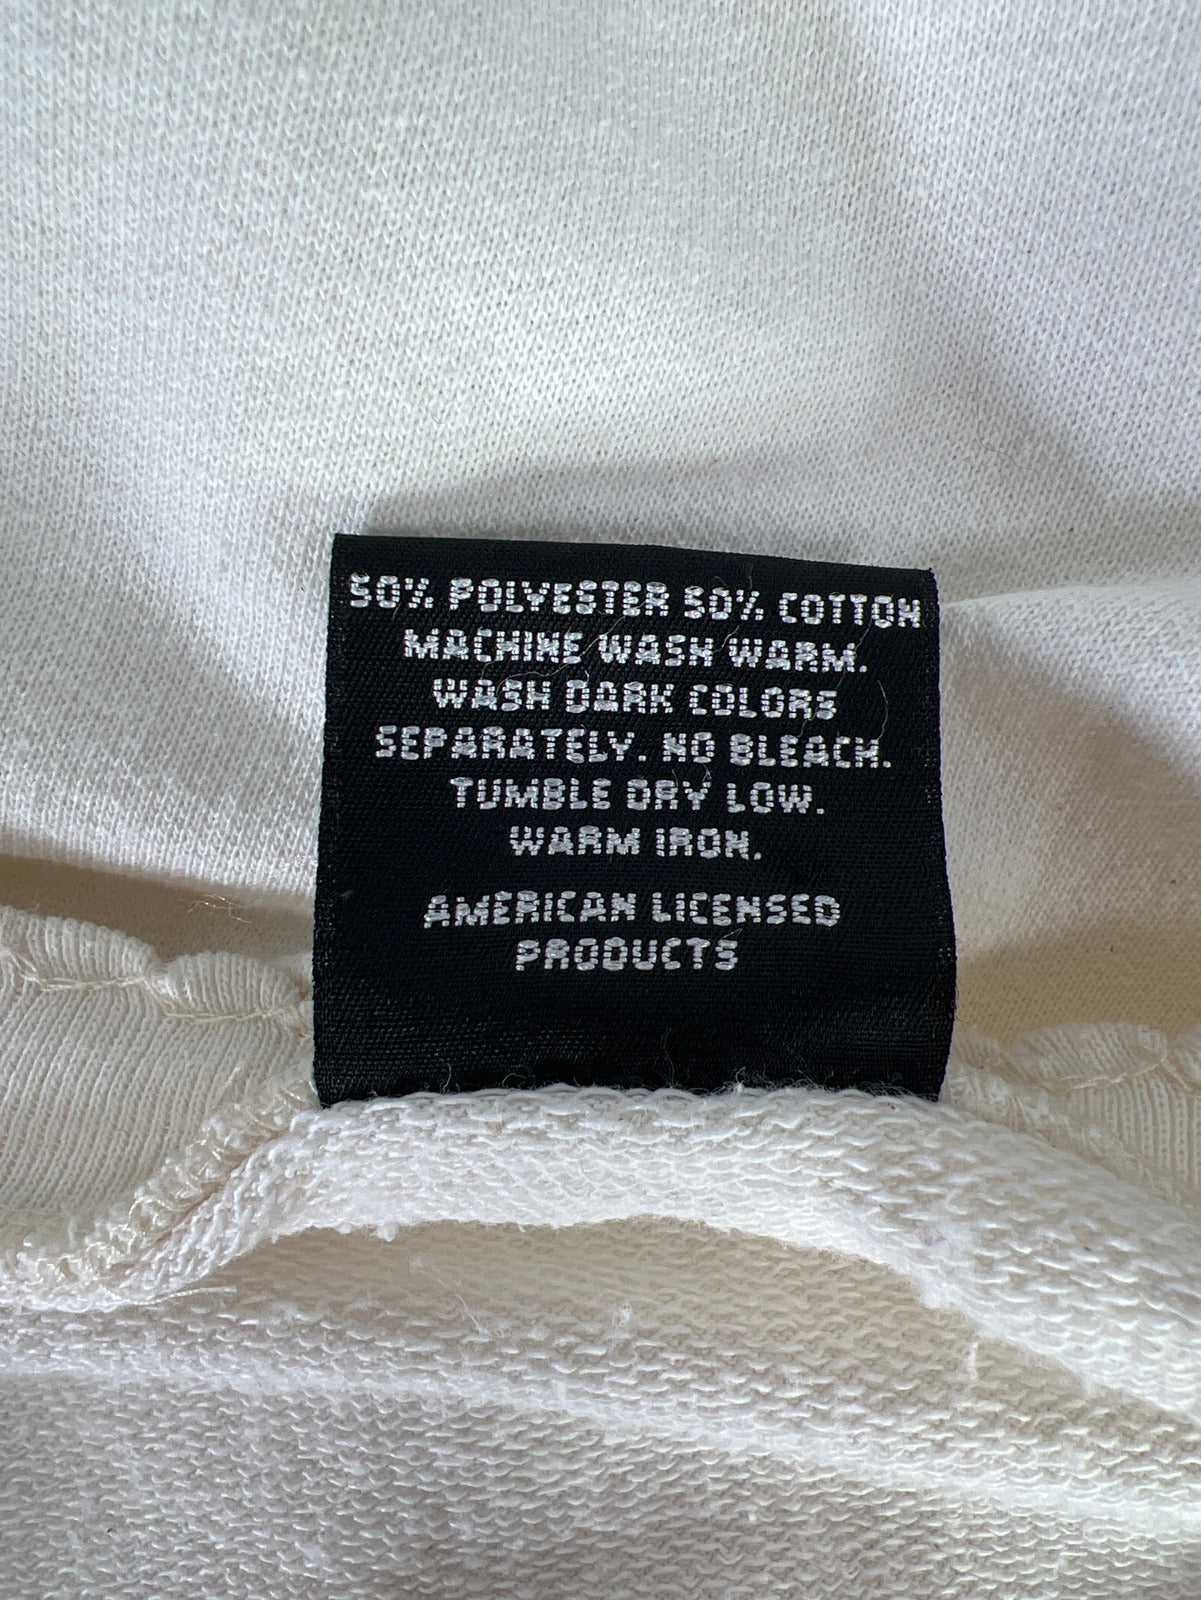 50% POLYESTER 50% COTTON
MACHINE WASH WARM.
WASH DARK COLORS
SEPARATELY. NO BLEACH.
TUMBLE DRY LOW.
WARM IRON.
AMERICAN LICENSED
PRODUCTS